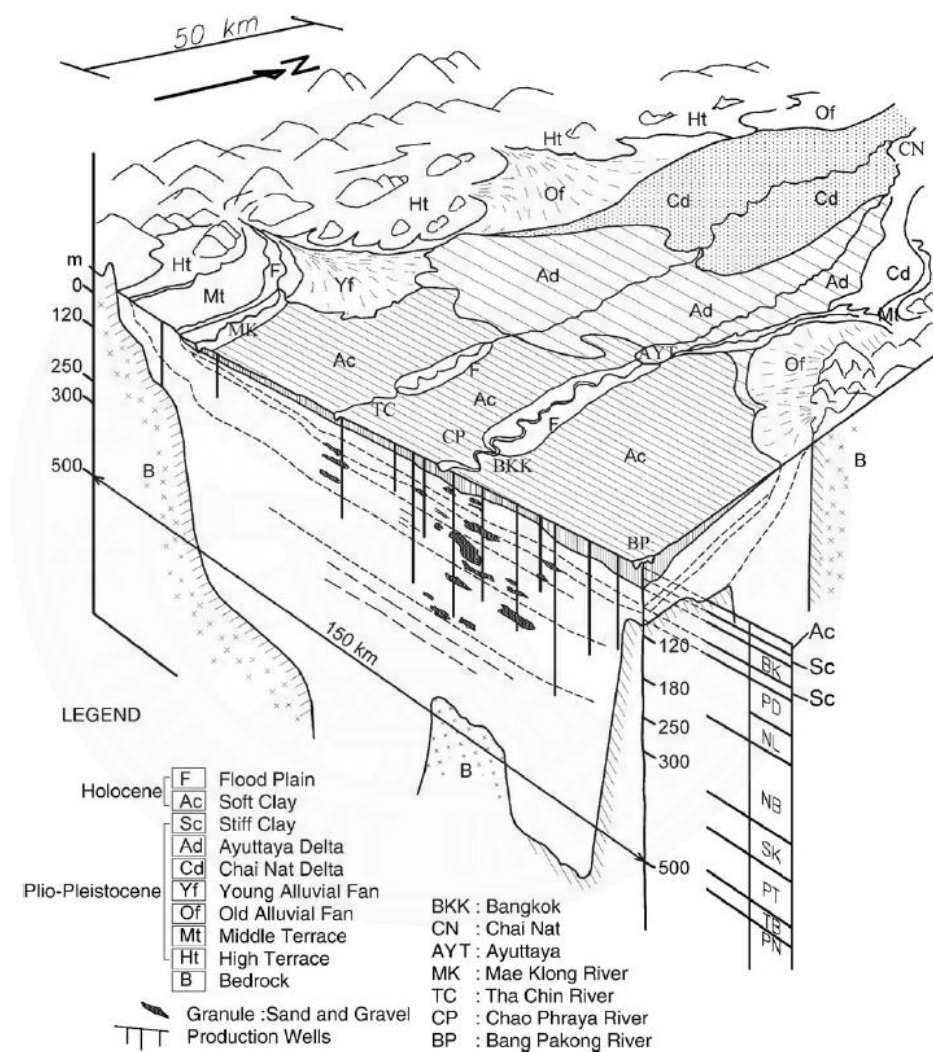 50 km
N
Ht
Of
Ht
CN
Of
Cd
Ht
Cd
Ht
F
Ad
Cd
m
0
Mt
Yf
Ad
Ad
Mt
120
MK
AYT
Of
250
Ac
F
300
TC
Ac
CP
F
Ac
B
500
B
BKK
BP
150 km
120
Ac
BK
Sc
180
PD
Sc
250
NL
300
B
NB
SK
500
PT
TB
PN
LEGEND
Holocene
F Flood Plain
Ac Soft Clay
Plio-Pleistocene
Sc Stiff Clay
Ad Ayuttaya Delta
Cd Chai Nat Delta
Yf Young Alluvial Fan
Of Old Alluvial Fan
Mt Middle Terrace
Ht High Terrace
B Bedrock
Granule :Sand and Gravel
Production Wells
BKK : Bangkok
CN : Chai Nat
AYT : Ayuttaya
MK : Mae Klong River
TC : Tha Chin River
CP : Chao Phraya River
BP : Bang Pakong River